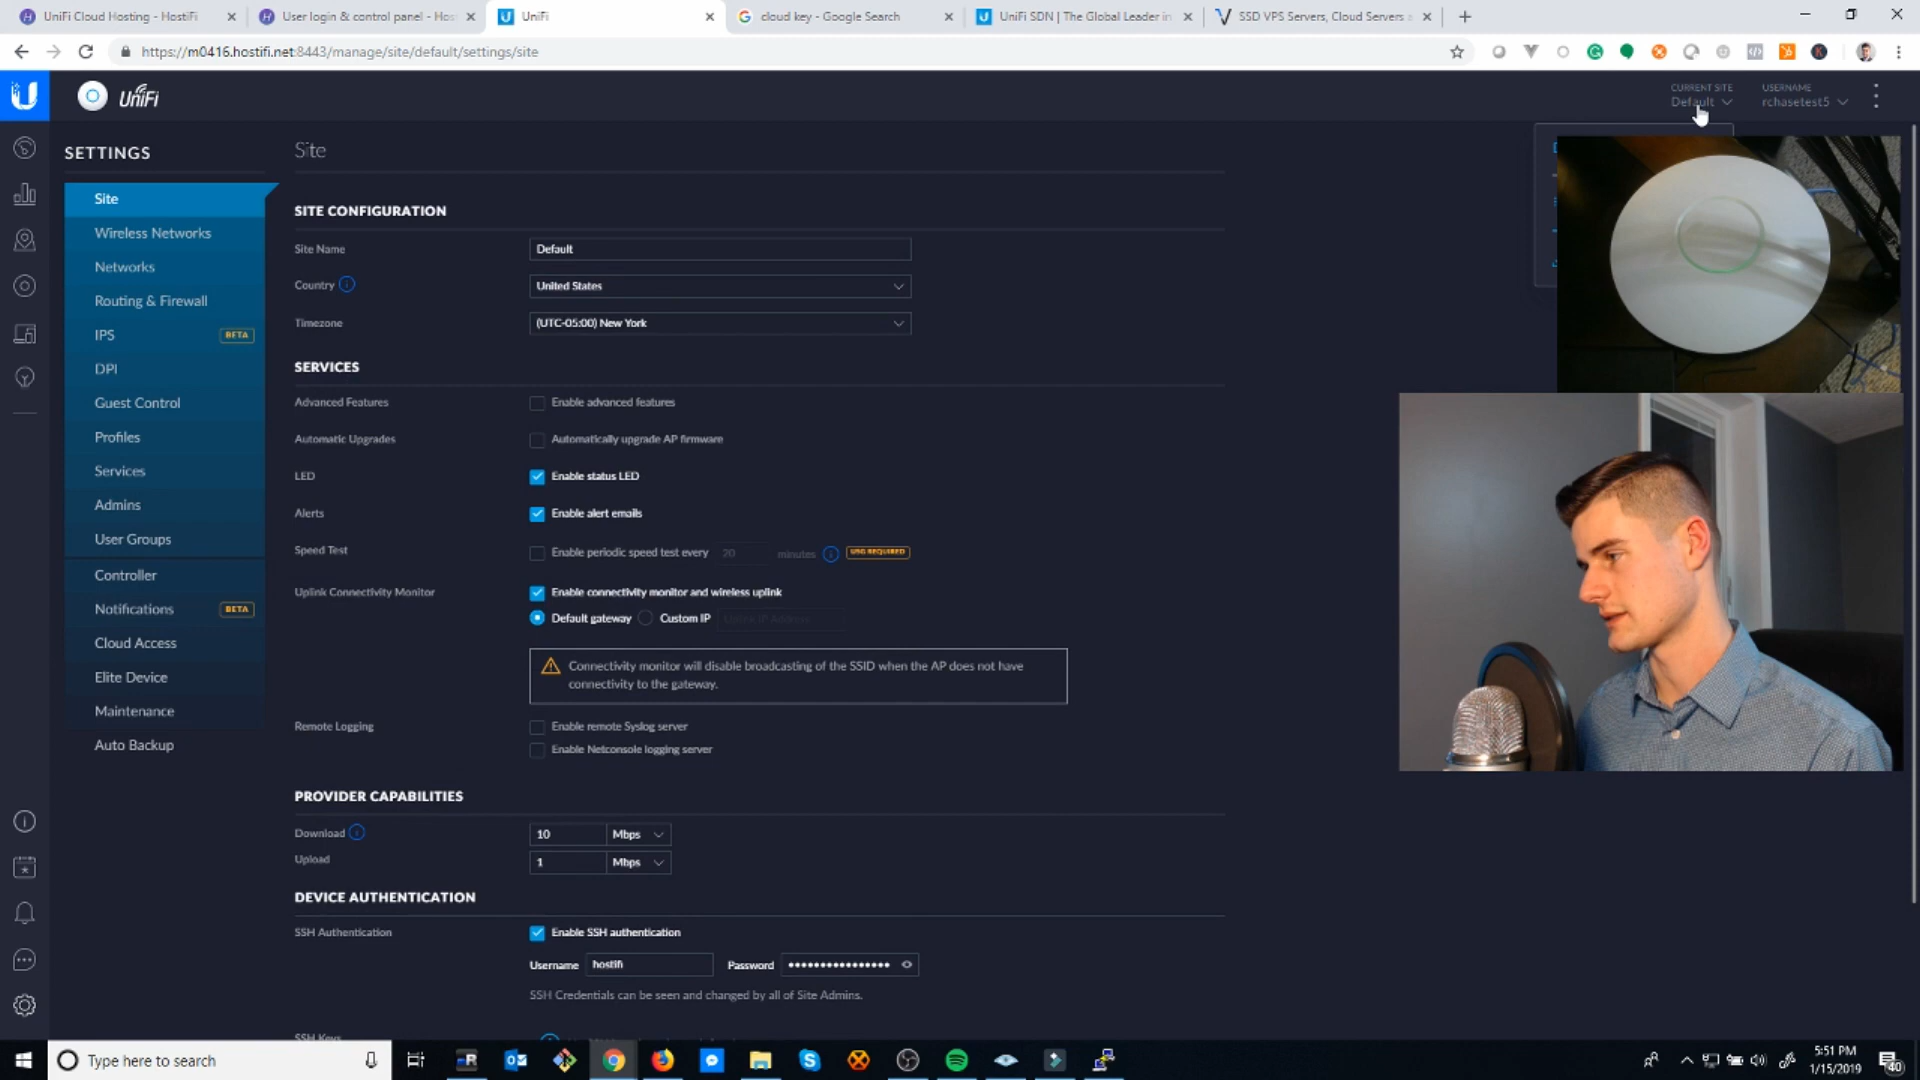 UniFi Cloud Hosting - HostiFi
User login & control panel - Host
UniFi
cloud key - Google Search
UniFi SDN | The Global Leader in
SSD VPS Servers, Cloud Servers a
https://m0416.hostifi.net:8443/manage/site/default/settings/site
UniFi
CURRENT SITE
Default
USERNAME
rchasetest5
SETTINGS
Site
Wireless Networks
Networks
Routing & Firewall
IPS BETA
DPI
Guest Control
Profiles
Services
Admins
User Groups
Controller
Notifications BETA
Cloud Access
Elite Device
Maintenance
Auto Backup
Site
SITE CONFIGURATION
Site Name Default
Country United States
Timezone (UTC-05:00) New York
SERVICES
Advanced Features Enable advanced features
Automatic Upgrades Automatically upgrade AP firmware
LED Enable status LED
Alerts Enable alert emails
Speed Test Enable periodic speed test every 20 minutes USG REQUIRED
Uplink Connectivity Monitor Enable connectivity monitor and wireless uplink
Default gateway Custom IP Uplink IP Address
Connectivity monitor will disable broadcasting of the SSID when the AP does not have
connectivity to the gateway.
Remote Logging Enable remote Syslog server
Enable Netconsole logging server
PROVIDER CAPABILITIES
Download 10 Mbps
Upload 1 Mbps
DEVICE AUTHENTICATION
SSH Authentication Enable SSH authentication
Username hostifi Password ••••••••••••••••
SSH Credentials can be seen and changed by all of Site Admins.
SSH Keys
Type here to search
5:51 PM
1/15/2019
40